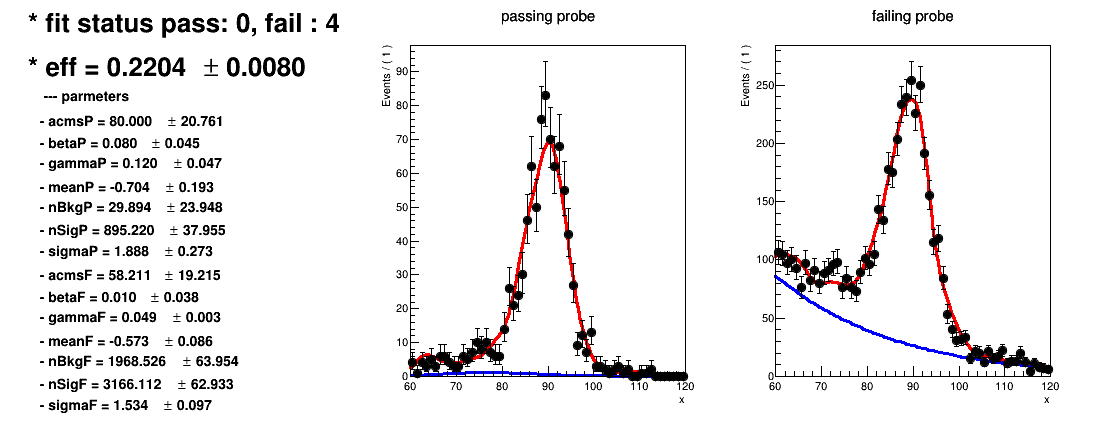 * fit status pass: 0, fail : 4
* eff = 0.2204 ± 0.0080
--- parmeters
- acmsP = 80.000 ± 20.761
- betaP = 0.080 ± 0.045
- gammaP = 0.120 ± 0.047
- meanP = -0.704 ± 0.193
- nBkgP = 29.894 ± 23.948
- nSigP = 895.220 ± 37.955
- sigmaP = 1.888 ± 0.273
- acmsF = 58.211 ± 19.215
- betaF = 0.010 ± 0.038
- gammaF = 0.049 ± 0.003
- meanF = -0.573 ± 0.086
- nBkgF = 1968.526 ± 63.954
- nSigF = 3166.112 ± 62.933
- sigmaF = 1.534 ± 0.097
passing probe
Events / ( 1 )
90
80
70
60
50
40
30
20
10
0
60 70 80 90 100 110 120
x
failing probe
Events / ( 1 )
250
200
150
100
50
0
60 70 80 90 100 110 120
x